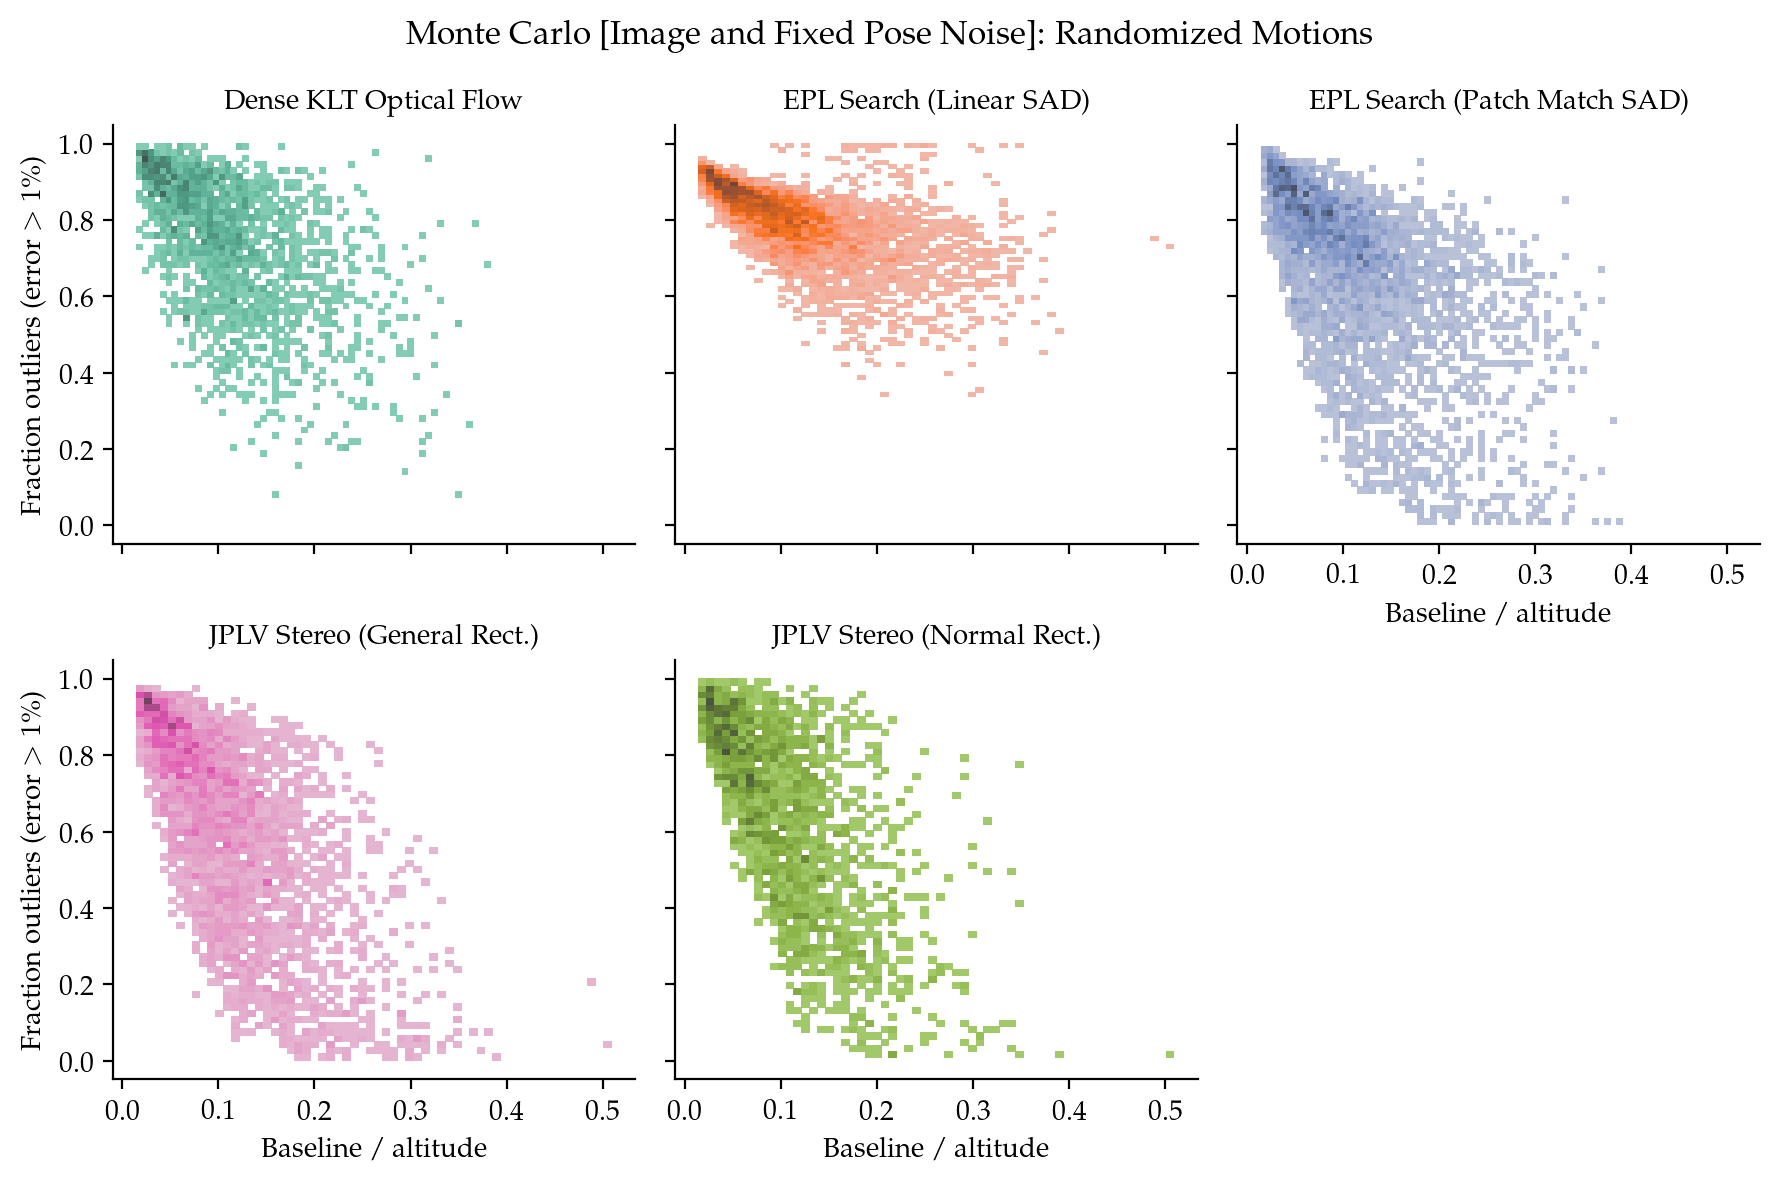 Monte Carlo [Image and Fixed Pose Noise]: Randomized Motions
Dense KLT Optical Flow
EPL Search (Linear SAD)
EPL Search (Patch Match SAD)
Fraction outliers (error > 1%)
1.0
0.8
0.6
0.4
0.2
0.0
0.0 0.1 0.2 0.3 0.4 0.5
Baseline / altitude
JPLV Stereo (General Rect.)
JPLV Stereo (Normal Rect.)
Fraction outliers (error > 1%)
1.0
0.8
0.6
0.4
0.2
0.0
0.0 0.1 0.2 0.3 0.4 0.5
Baseline / altitude
0.0 0.1 0.2 0.3 0.4 0.5
Baseline / altitude